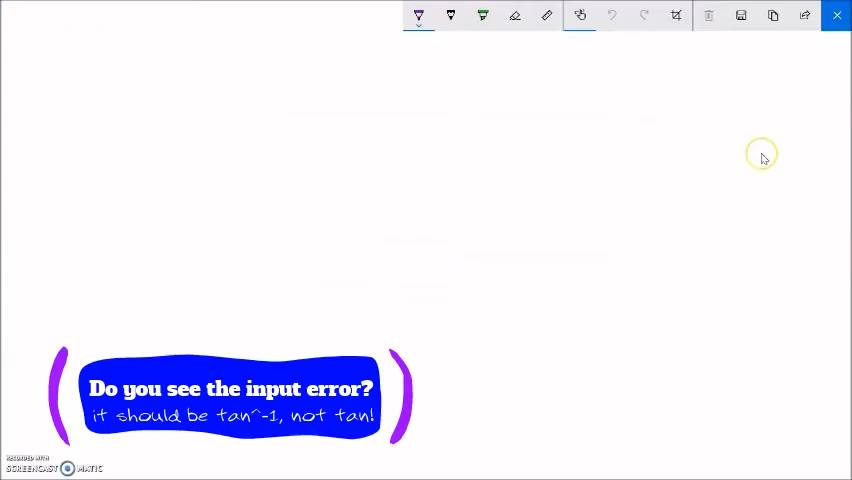 Do you see the input error?
it should be tan^-1, not tan!
RECORDED WITH
SCREENCAST MATIC